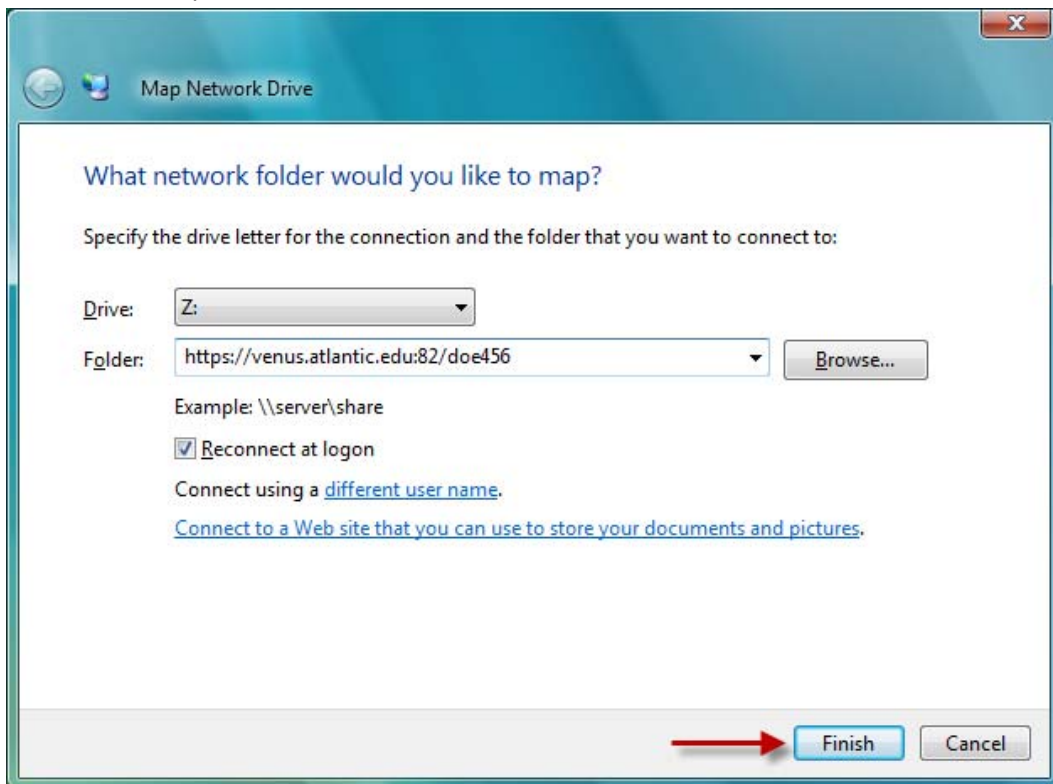 Map Network Drive
What network folder would you like to map?
Specify the drive letter for the connection and the folder that you want to connect to:
Drive: Z:
Folder: https://venus.atlantic.edu:82/doe456 Browse...
Example: \\server\share
Reconnect at logon
Connect using a different user name.
Connect to a Web site that you can use to store your documents and pictures.
Finish Cancel